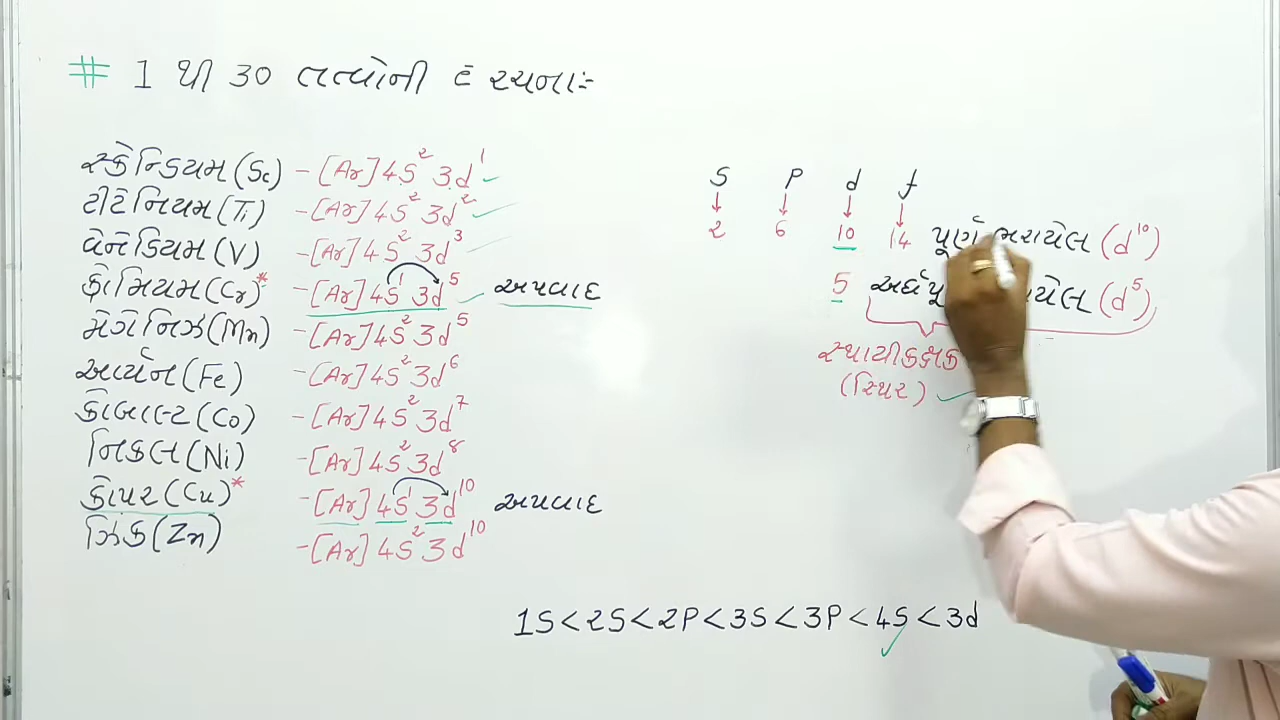 # 1 થી 30 તત્વોની e રચનાઃ-
સ્કેન્ડિયમ (Sc) - [Ar] 4S² 3d¹ ✓
ટીટેનિયમ (Ti) - [Ar] 4S² 3d² ✓
વેનેડિયમ (V) - [Ar] 4S² 3d³
ક્રોમિયમ (Cr)* - [Ar] 4S¹ 3d⁵ ✓ અપવાદ
મેંગેનિઝ (Mn) - [Ar] 4S² 3d⁵
આયર્ન (Fe) - [Ar] 4S² 3d⁶
કોબાલ્ટ (Co) - [Ar] 4S² 3d⁷
નિકલ (Ni) - [Ar] 4S² 3d⁸
કોપર (Cu)* - [Ar] 4S¹ 3d¹⁰ અપવાદ
ઝિંક (Zn) - [Ar] 4S² 3d¹⁰
S P d f
↓ ↓ ↓ ↓
2 6 10 14 પૂર્ણ ભરાયેલ (d¹⁰)
5 (d⁵)
(સ્થિર) ✓
1S < 2S < 2P < 3S < 3P < 4S < 3d
✓